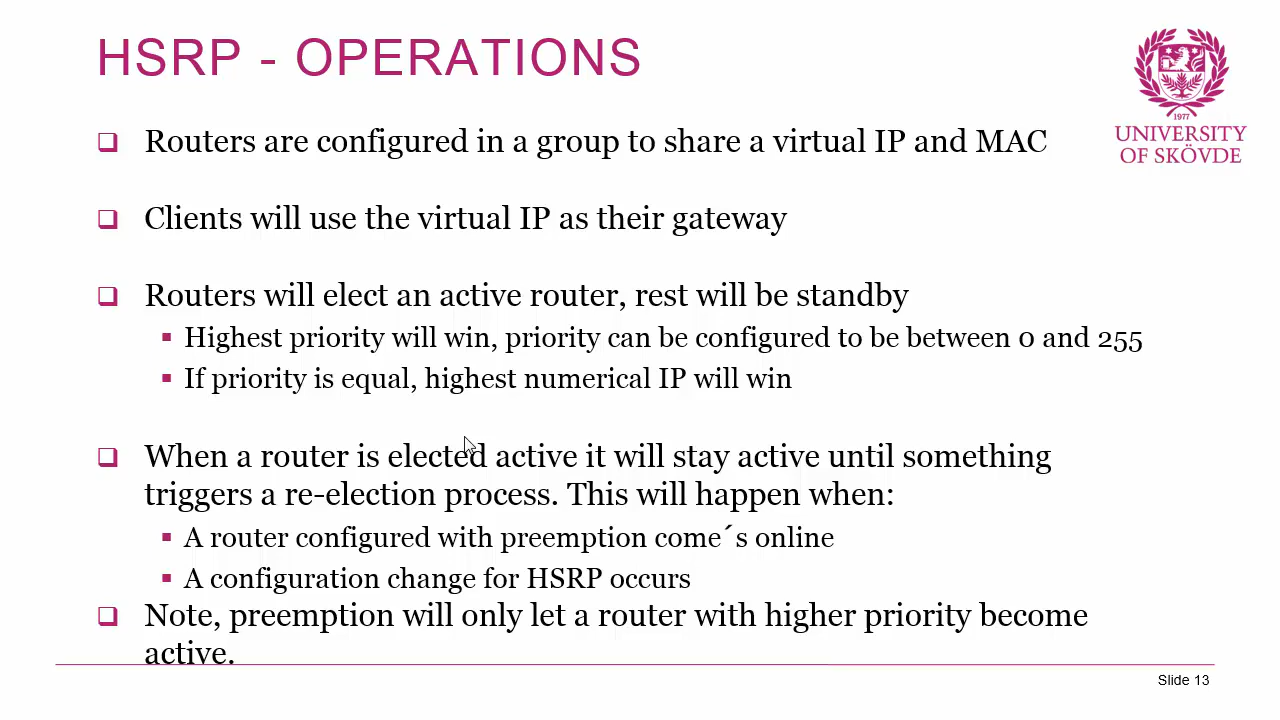 HSRP - OPERATIONS
1977
UNIVERSITY
OF SKÖVDE
Routers are configured in a group to share a virtual IP and MAC
Clients will use the virtual IP as their gateway
Routers will elect an active router, rest will be standby
Highest priority will win, priority can be configured to be between 0 and 255
If priority is equal, highest numerical IP will win
When a router is elected active it will stay active until something
triggers a re-election process. This will happen when:
A router configured with preemption come´s online
A configuration change for HSRP occurs
Note, preemption will only let a router with higher priority become
active.
Slide 13